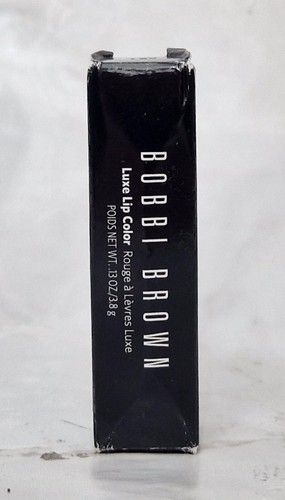 BOBBI BROWN
Luxe Lip Color Rouge à Lèvres Luxe
POIDS NET WT. .13 OZ/3.8 g